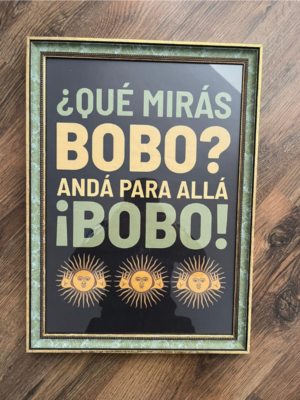 ¿QUÉ MIRÁS
BOBO?
ANDÁ PARA ALLÁ
¡BOBO!